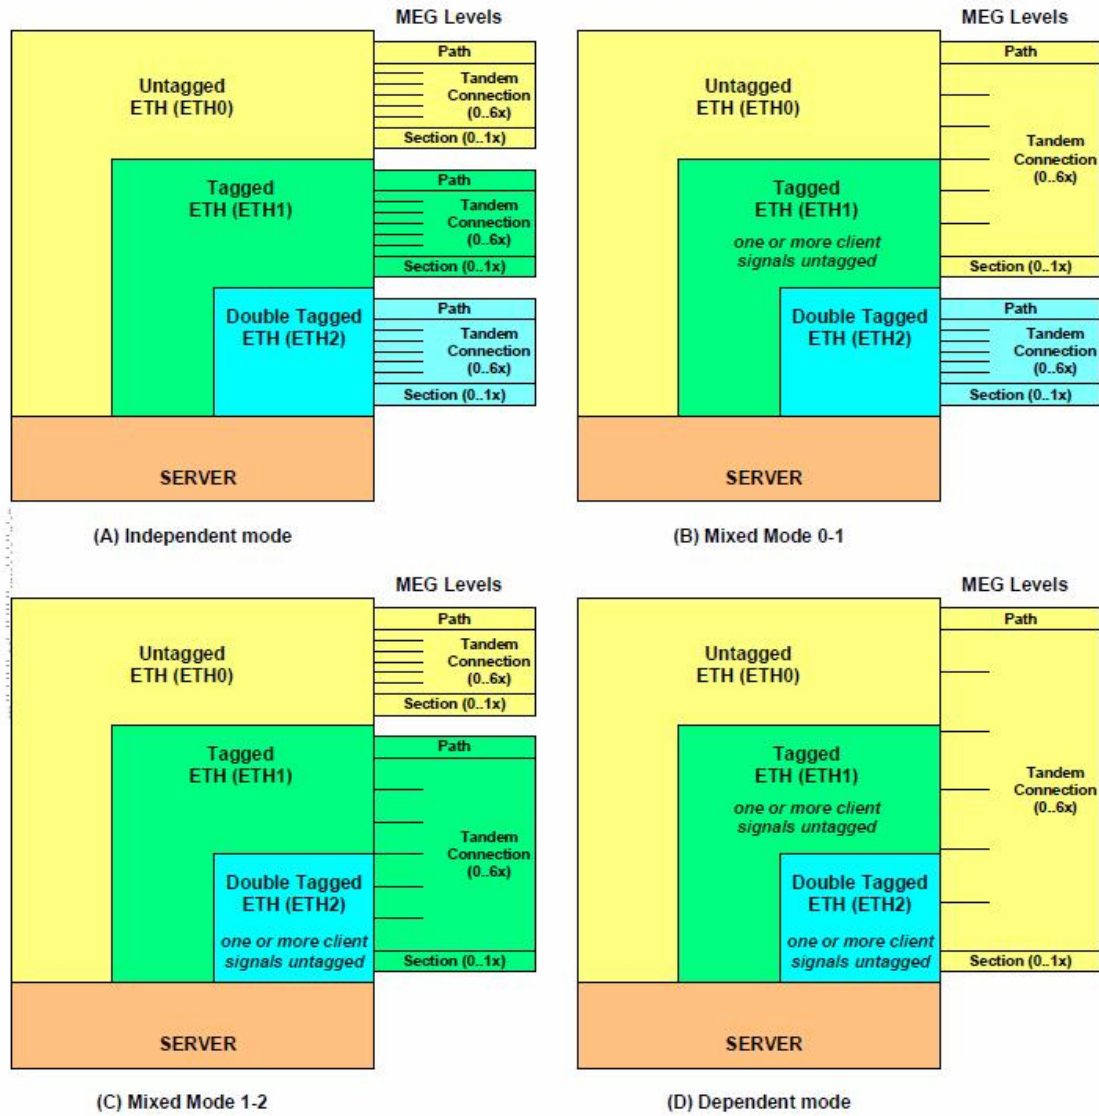 MEG Levels
Path
Untagged
ETH (ETH0)
Tandem
Connection
(0..6x)
Section (0..1x)
Path
Tagged
ETH (ETH1)
Tandem
Connection
(0..6x)
Section (0..1x)
Path
Double Tagged
ETH (ETH2)
Tandem
Connection
(0..6x)
Section (0..1x)
SERVER
(A) Independent mode
MEG Levels
Path
Untagged
ETH (ETH0)
Tandem
Connection
(0..6x)
Tagged
ETH (ETH1)
one or more client
signals untagged
Section (0..1x)
Path
Double Tagged
ETH (ETH2)
Tandem
Connection
(0..6x)
Section (0..1x)
SERVER
(B) Mixed Mode 0-1
MEG Levels
Path
Untagged
ETH (ETH0)
Tandem
Connection
(0..6x)
Section (0..1x)
Path
Tagged
ETH (ETH1)
Tandem
Connection
(0..6x)
Double Tagged
ETH (ETH2)
one or more client
signals untagged
Section (0..1x)
SERVER
(C) Mixed Mode 1-2
MEG Levels
Path
Untagged
ETH (ETH0)
Tagged
ETH (ETH1)
one or more client
signals untagged
Tandem
Connection
(0..6x)
Double Tagged
ETH (ETH2)
one or more client
signals untagged
Section (0..1x)
SERVER
(D) Dependent mode